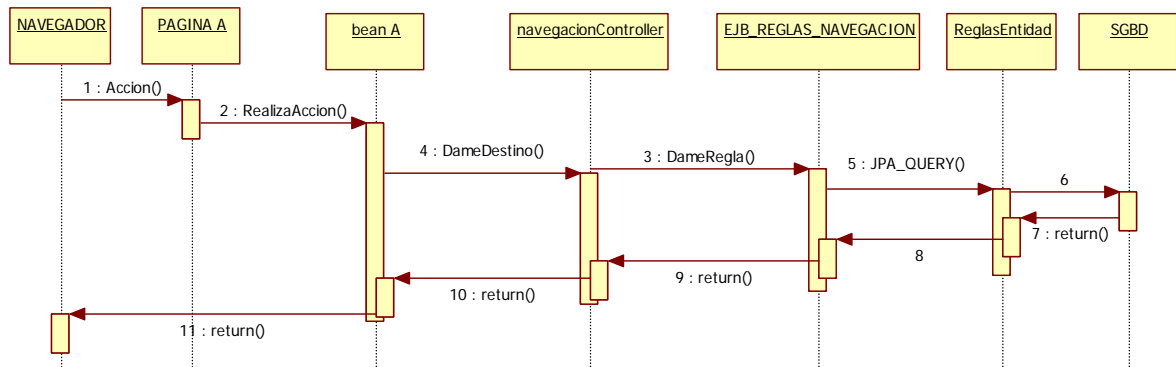 NAVEGADOR
PAGINA A
bean A
navegacionController
EJB_REGLAS_NAVEGACION
ReglasEntidad
SGBD
1 : Accion()
2 : RealizaAccion()
4 : DameDestino()
3 : DameRegla()
5 : JPA_QUERY()
6
7 : return()
8
9 : return()
10 : return()
11 : return()